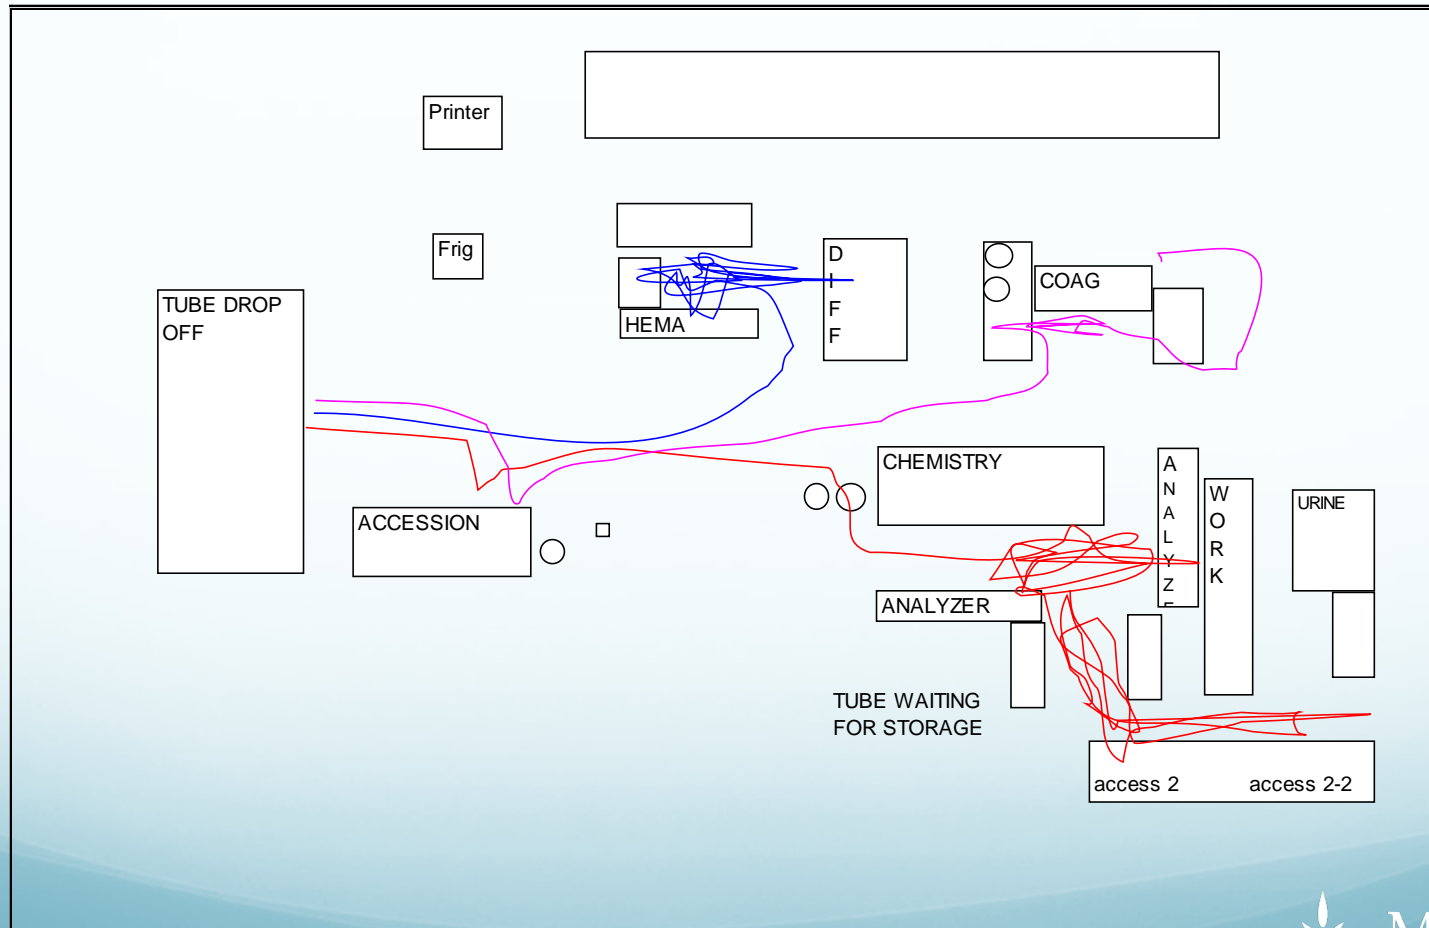 Printer
Frig
TUBE DROP
OFF
HEMA
D
I
F
F
COAG
ACCESSION
CHEMISTRY
A
N
A
L
Y
Z
W
O
R
K
URINE
ANALYZER
TUBE WAITING
FOR STORAGE
access 2
access 2-2
M